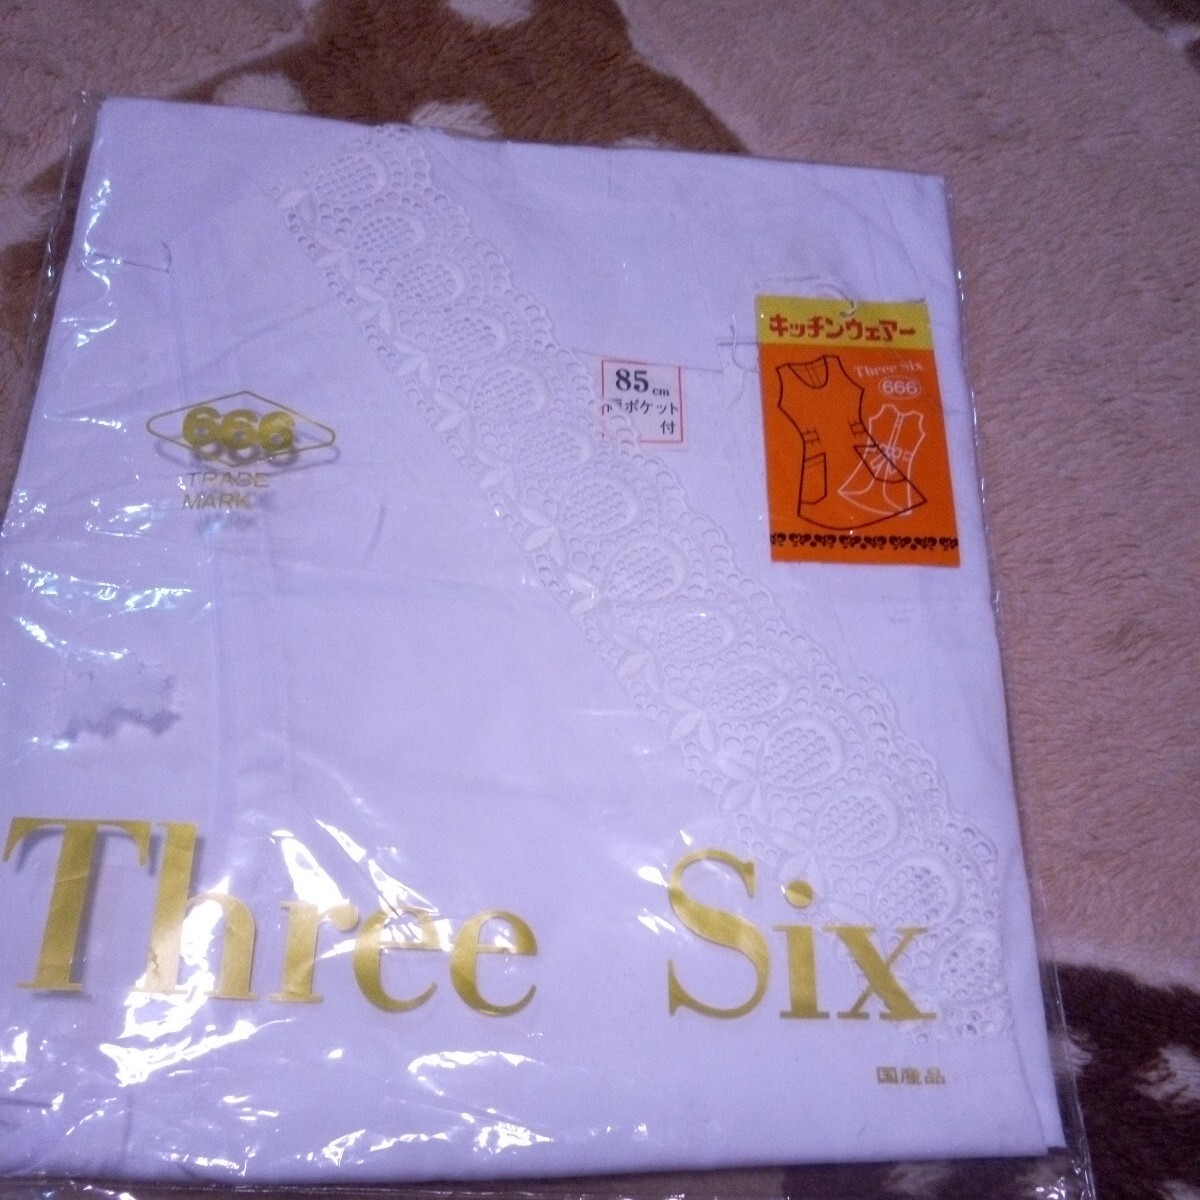 キッチンウェアー
Three Six
666
85cm
ポケット
付
666
TRADE
MARK
Three Six
国産品